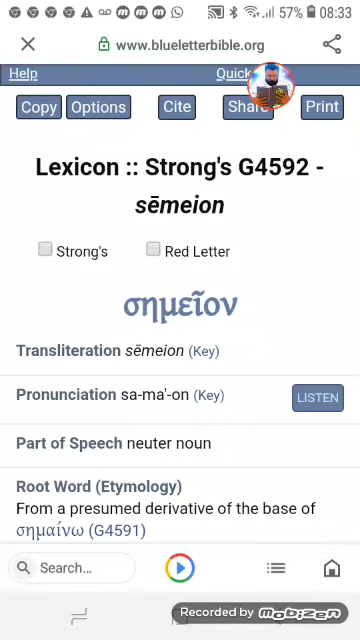 57% 08:33
www.blueletterbible.org
Help Quick
Copy Options Cite Share Print
Lexicon :: Strong's G4592 -
sēmeion
Strong's Red Letter
σημεῖον
Transliteration sēmeion (Key)
Pronunciation sa-ma'-on (Key) LISTEN
Part of Speech neuter noun
Root Word (Etymology)
From a presumed derivative of the base of
σημαίνω (G4591)
Search...
Recorded by mobizen